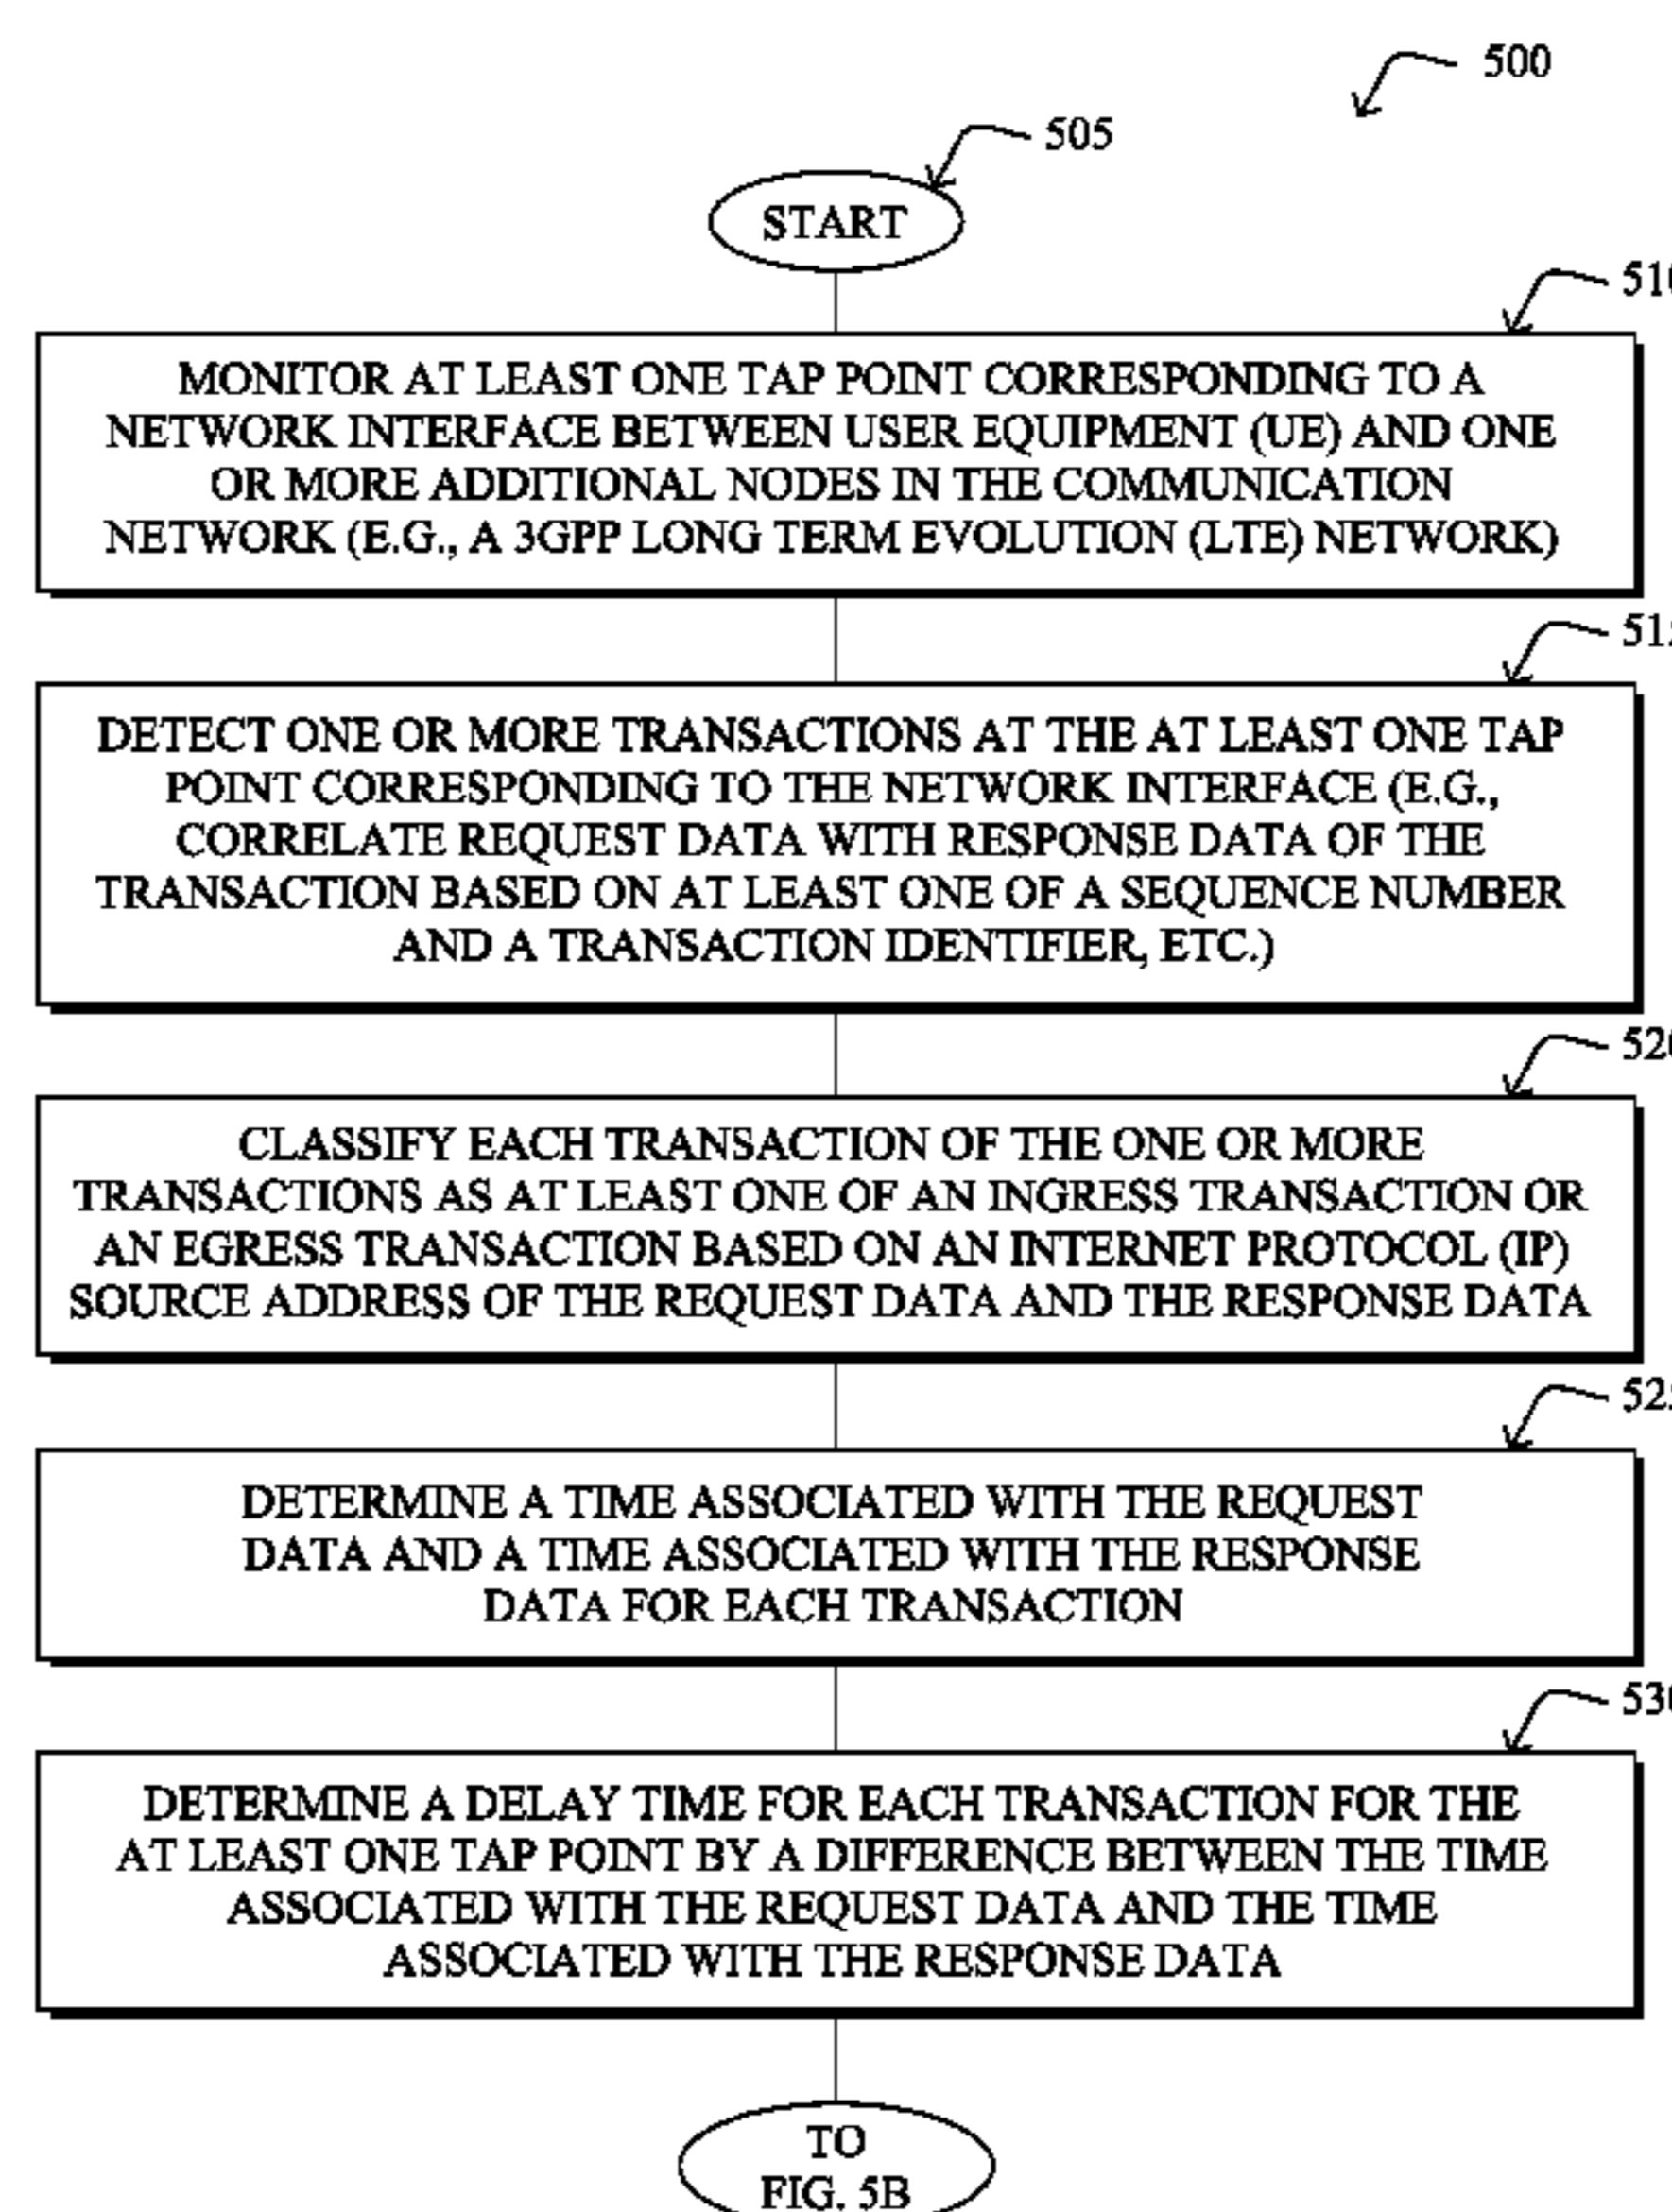 500
505
START
510
MONITOR AT LEAST ONE TAP POINT CORRESPONDING TO A
NETWORK INTERFACE BETWEEN USER EQUIPMENT (UE) AND ONE
OR MORE ADDITIONAL NODES IN THE COMMUNICATION
NETWORK (E.G., A 3GPP LONG TERM EVOLUTION (LTE) NETWORK)
515
DETECT ONE OR MORE TRANSACTIONS AT THE AT LEAST ONE TAP
POINT CORRESPONDING TO THE NETWORK INTERFACE (E.G.,
CORRELATE REQUEST DATA WITH RESPONSE DATA OF THE
TRANSACTION BASED ON AT LEAST ONE OF A SEQUENCE NUMBER
AND A TRANSACTION IDENTIFIER, ETC.)
520
CLASSIFY EACH TRANSACTION OF THE ONE OR MORE
TRANSACTIONS AS AT LEAST ONE OF AN INGRESS TRANSACTION OR
AN EGRESS TRANSACTION BASED ON AN INTERNET PROTOCOL (IP)
SOURCE ADDRESS OF THE REQUEST DATA AND THE RESPONSE DATA
525
DETERMINE A TIME ASSOCIATED WITH THE REQUEST
DATA AND A TIME ASSOCIATED WITH THE RESPONSE
DATA FOR EACH TRANSACTION
530
DETERMINE A DELAY TIME FOR EACH TRANSACTION FOR THE
AT LEAST ONE TAP POINT BY A DIFFERENCE BETWEEN THE TIME
ASSOCIATED WITH THE REQUEST DATA AND THE TIME
ASSOCIATED WITH THE RESPONSE DATA
TO
FIG. 5B